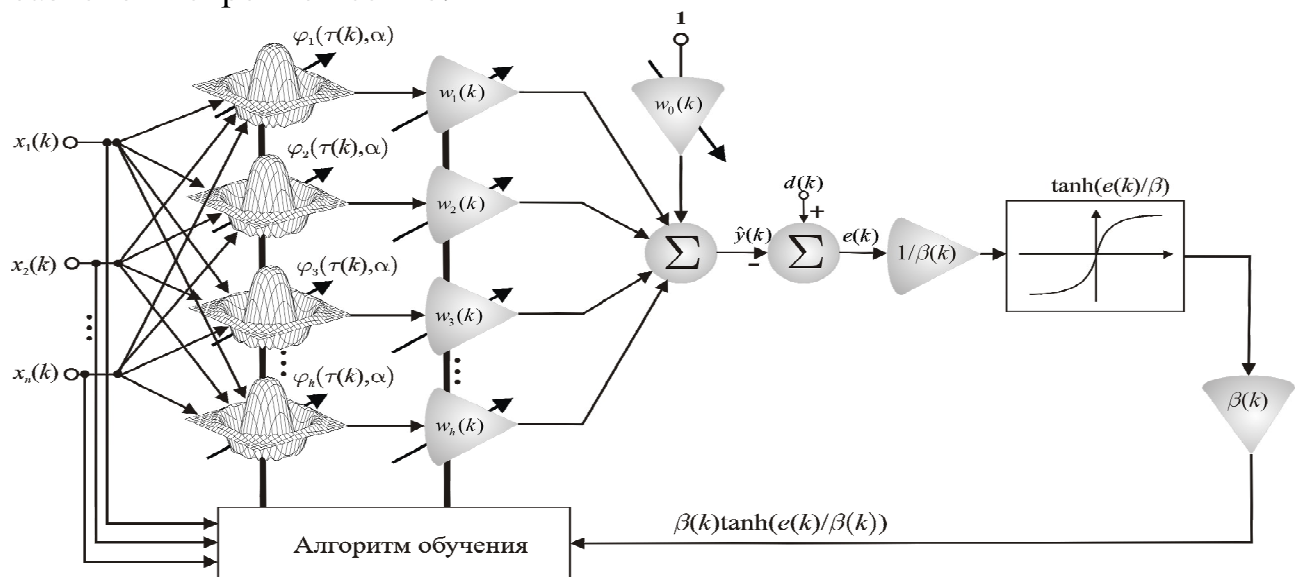 φ₁(τ(k),α)
1
w₁(k)
w₀(k)
x₁(k)
φ₂(τ(k),α)
w₂(k)
d(k)
+
tanh(e(k)/β)
Σ
ŷ(k)
-
Σ
e(k)
1/β(k)
x₂(k)
φ₃(τ(k),α)
w₃(k)
xₙ(k)
φₕ(τ(k),α)
wₕ(k)
β(k)
β(k)tanh(e(k)/β(k))
Алгоритм обучения